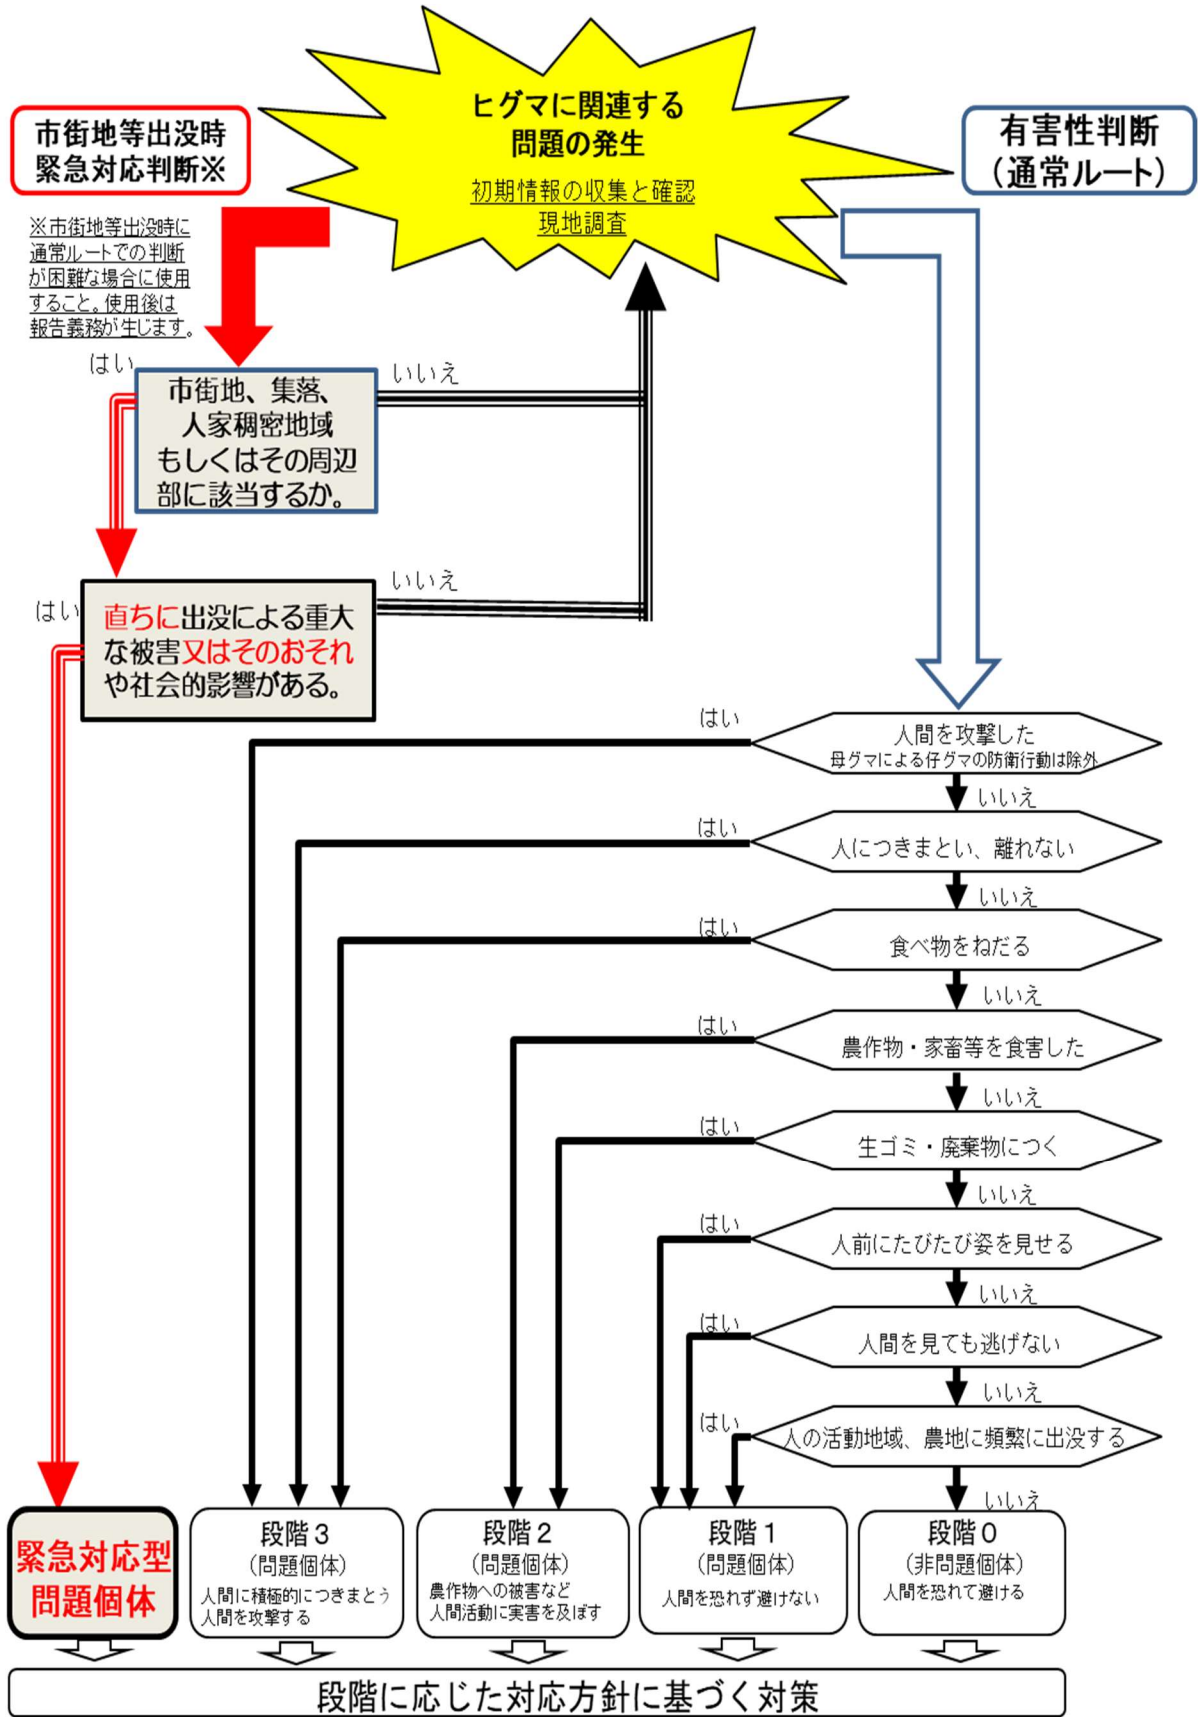 ヒグマに関連する
問題の発生
初期情報の収集と確認
現地調査
市街地等出没時
緊急対応判断※
有害性判断
(通常ルート)
※市街地等出没時に
通常ルートでの判断
が困難な場合に使用
すること。使用後は
報告義務が生じます。
はい
いいえ
市街地、集落、
人家稠密地域
もしくはその周辺
部に該当するか。
はい
いいえ
直ちに出没による重大
な被害又はそのおそれ
や社会的影響がある。
はい
人間を攻撃した
母グマによる仔グマの防衛行動は除外
いいえ
はい
人につきまとい、離れない
いいえ
はい
食べ物をねだる
いいえ
はい
農作物・家畜等を食害した
いいえ
はい
生ゴミ・廃棄物につく
いいえ
はい
人前にたびたび姿を見せる
いいえ
はい
人間を見ても逃げない
いいえ
はい
人の活動地域、農地に頻繁に出没する
いいえ
緊急対応型
問題個体
段階3
(問題個体)
人間に積極的につきまとう
人間を攻撃する
段階2
(問題個体)
農作物への被害など
人間活動に実害を及ぼす
段階1
(問題個体)
人間を恐れず避けない
段階0
(非問題個体)
人間を恐れて避ける
段階に応じた対応方針に基づく対策